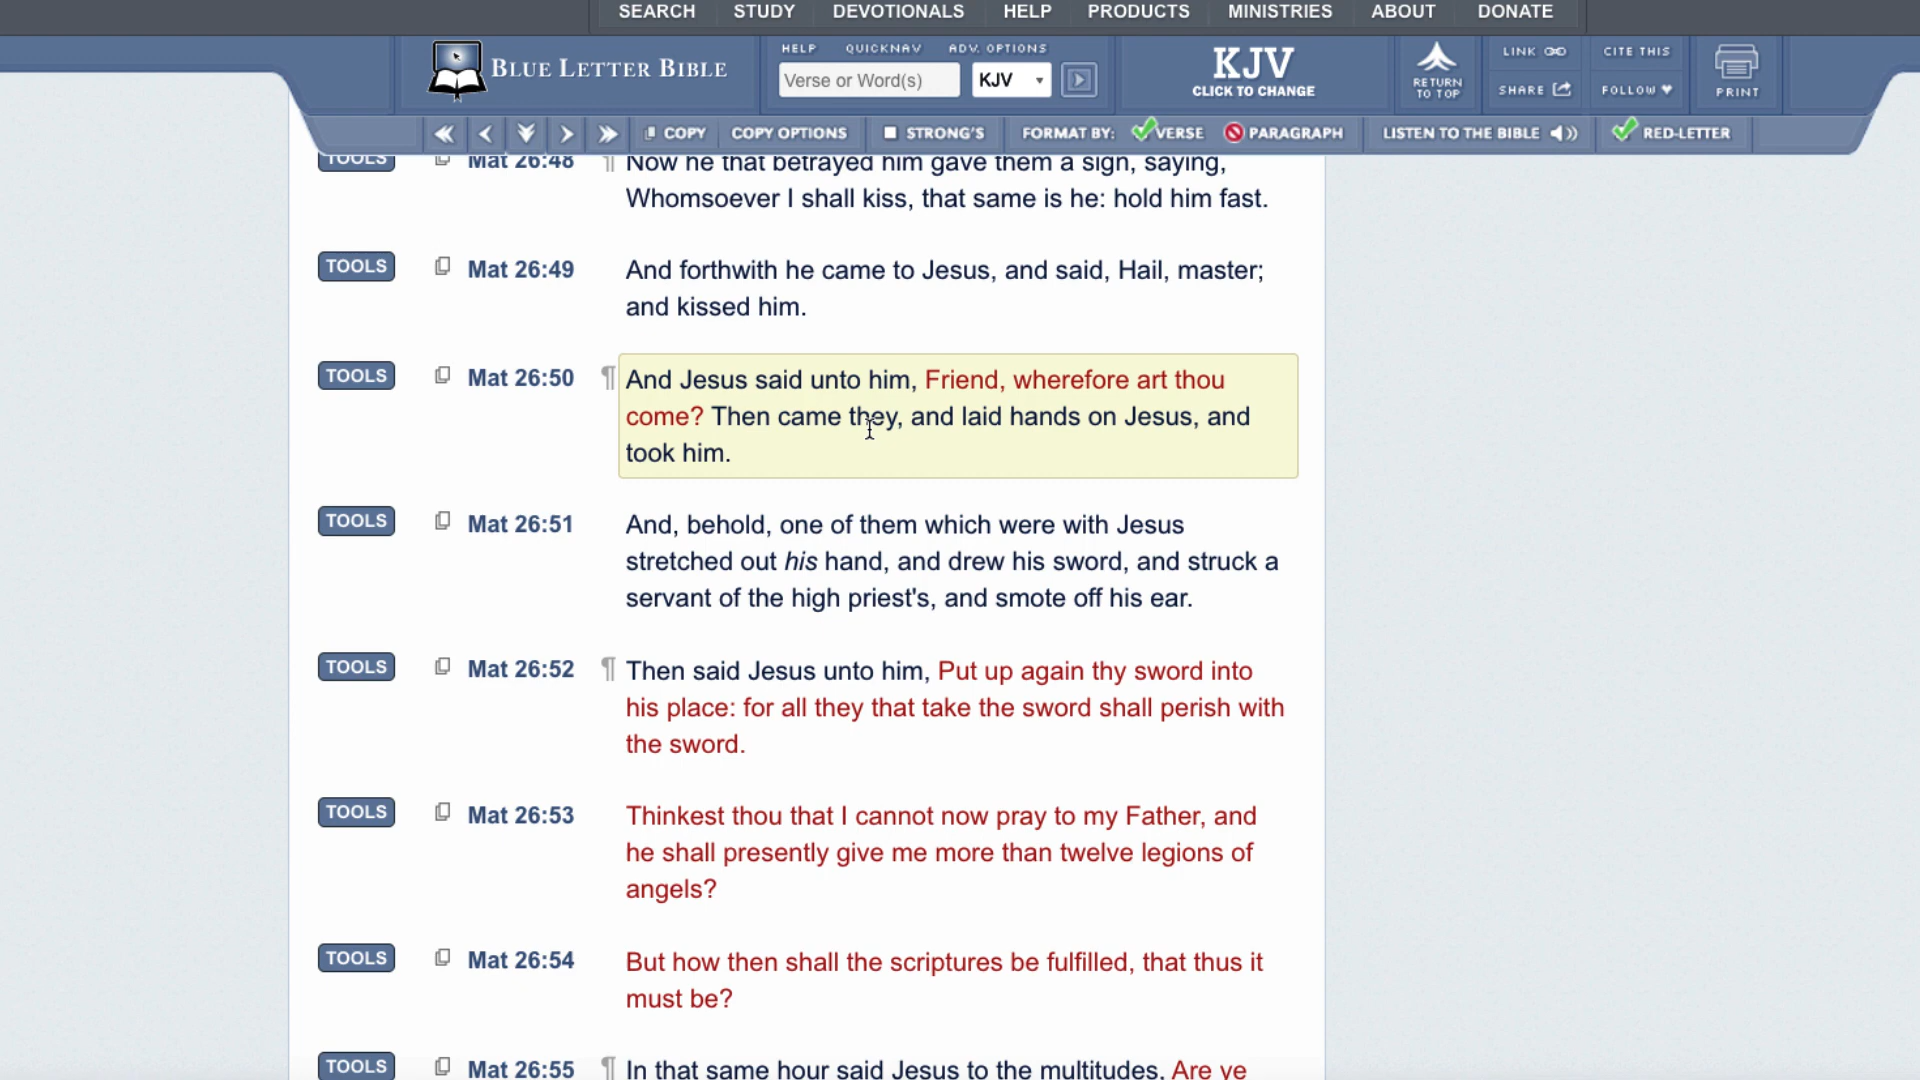 SEARCH STUDY DEVOTIONALS HELP PRODUCTS MINISTRIES ABOUT DONATE
BLUE LETTER BIBLE
HELP QUICKNAV ADV. OPTIONS
Verse or Word(s) KJV
KJV
CLICK TO CHANGE
RETURN
TO TOP
LINK CITE THIS
SHARE FOLLOW
PRINT
COPY COPY OPTIONS STRONG'S FORMAT BY: VERSE PARAGRAPH LISTEN TO THE BIBLE RED-LETTER
TOOLS Mat 26:48 ¶ Now he that betrayed him gave them a sign, saying,
Whomsoever I shall kiss, that same is he: hold him fast.
TOOLS Mat 26:49 And forthwith he came to Jesus, and said, Hail, master;
and kissed him.
TOOLS Mat 26:50 ¶ And Jesus said unto him, Friend, wherefore art thou
come? Then came they, and laid hands on Jesus, and
took him.
TOOLS Mat 26:51 And, behold, one of them which were with Jesus
stretched out his hand, and drew his sword, and struck a
servant of the high priest's, and smote off his ear.
TOOLS Mat 26:52 ¶ Then said Jesus unto him, Put up again thy sword into
his place: for all they that take the sword shall perish with
the sword.
TOOLS Mat 26:53 Thinkest thou that I cannot now pray to my Father, and
he shall presently give me more than twelve legions of
angels?
TOOLS Mat 26:54 But how then shall the scriptures be fulfilled, that thus it
must be?
TOOLS Mat 26:55 ¶ In that same hour said Jesus to the multitudes, Are ye